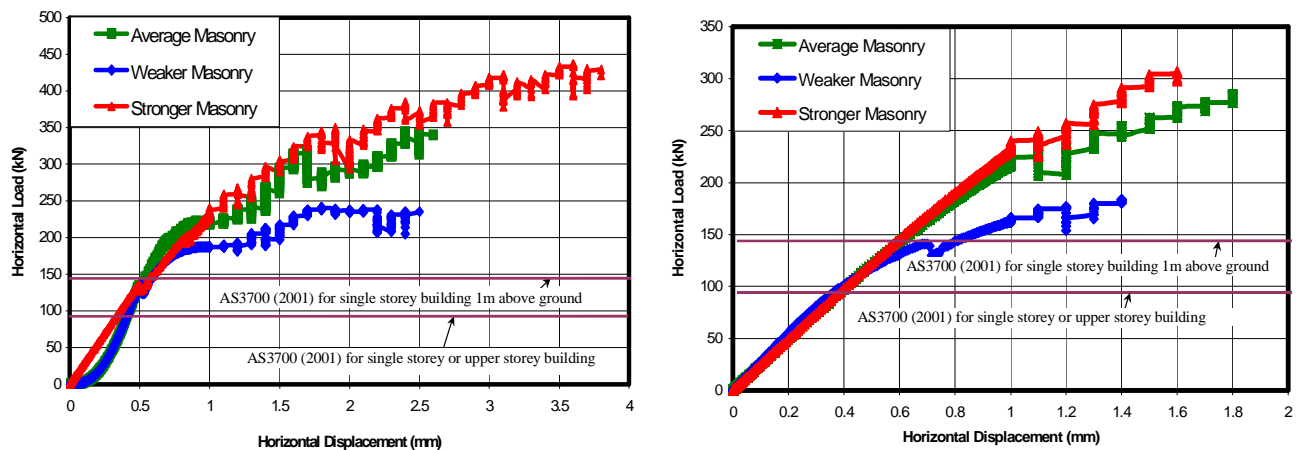 500
450
400
350
300
250
200
150
100
50
0
Horizontal Load (kN)
Average Masonry
Weaker Masonry
Stronger Masonry
AS3700 (2001) for single storey building 1m above ground
AS3700 (2001) for single storey or upper storey building
0
0.5
1
1.5
2
2.5
3
3.5
4
Horizontal Displacement (mm)
350
300
250
200
150
100
50
0
Horizontal Load (kN)
Average Masonry
Weaker Masonry
Stronger Masonry
AS3700 (2001) for single storey building 1m above ground
AS3700 (2001) for single storey or upper storey building
0
0.2
0.4
0.6
0.8
1
1.2
1.4
1.6
1.8
2
Horizontal Displacement (mm)